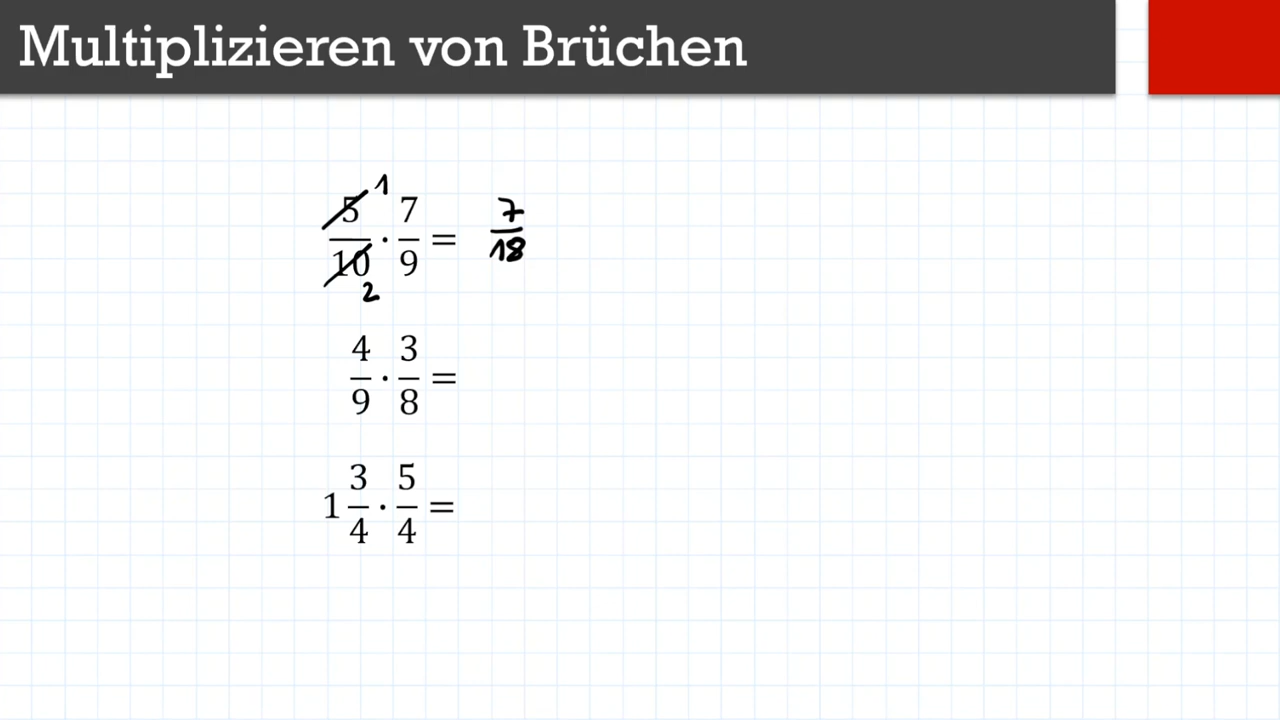 Multiplizieren von Brüchen
5/10 1/2 · 7/9 = 7/18
4/9 · 3/8 =
1 3/4 · 5/4 =